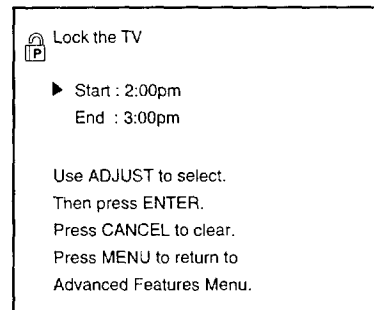 Lock the TV
P
Start : 2:00pm
End : 3:00pm
Use ADJUST to select.
Then press ENTER.
Press CANCEL to clear.
Press MENU to return to
Advanced Features Menu.